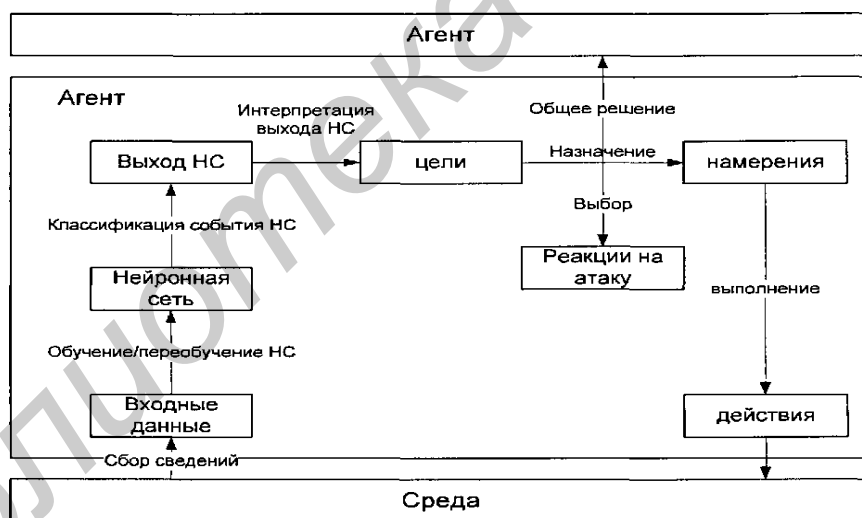 Агент
Агент
Интерпретация
выхода НС
Общее решение
Выход НС
цели
Назначение
намерения
Классификация события НС
Выбор
Нейронная
сеть
Реакции на
атаку
выполнение
Обучение/переобучение НС
Входные
данные
действия
Сбор сведений
Среда